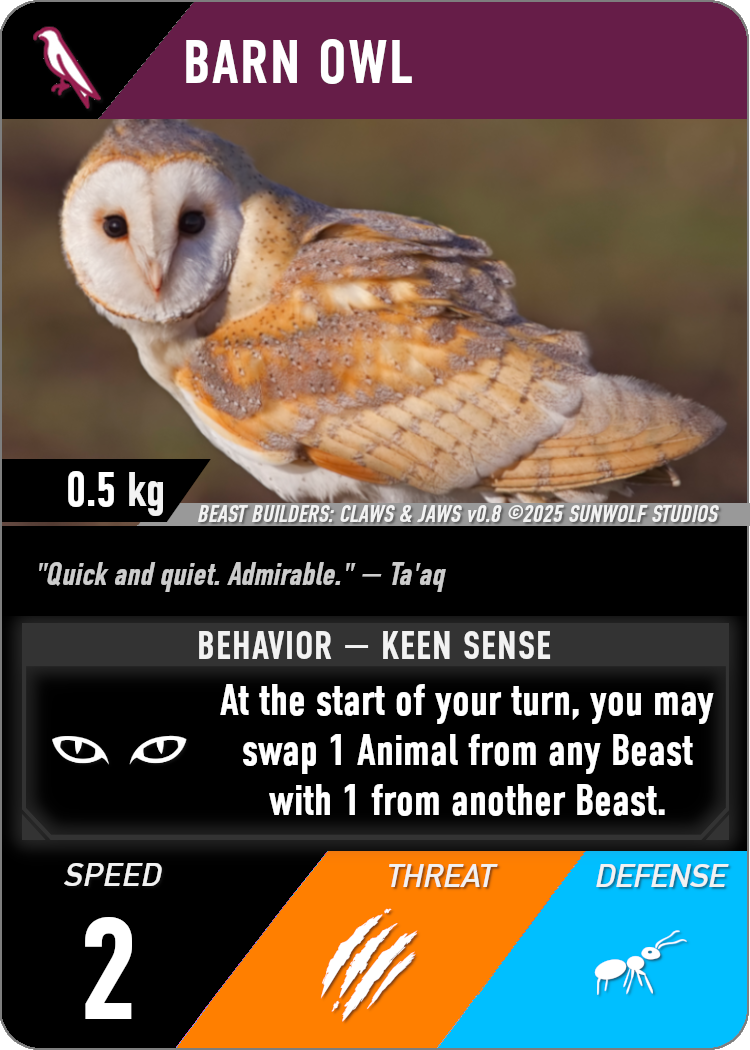 BARN OWL
0.5 kg
BEAST BUILDERS: CLAWS & JAWS v0.8 ©2025 SUNWOLF STUDIOS
"Quick and quiet. Admirable." — Ta'aq
BEHAVIOR — KEEN SENSE
At the start of your turn, you may
swap 1 Animal from any Beast
with 1 from another Beast.
SPEED
THREAT
DEFENSE
2